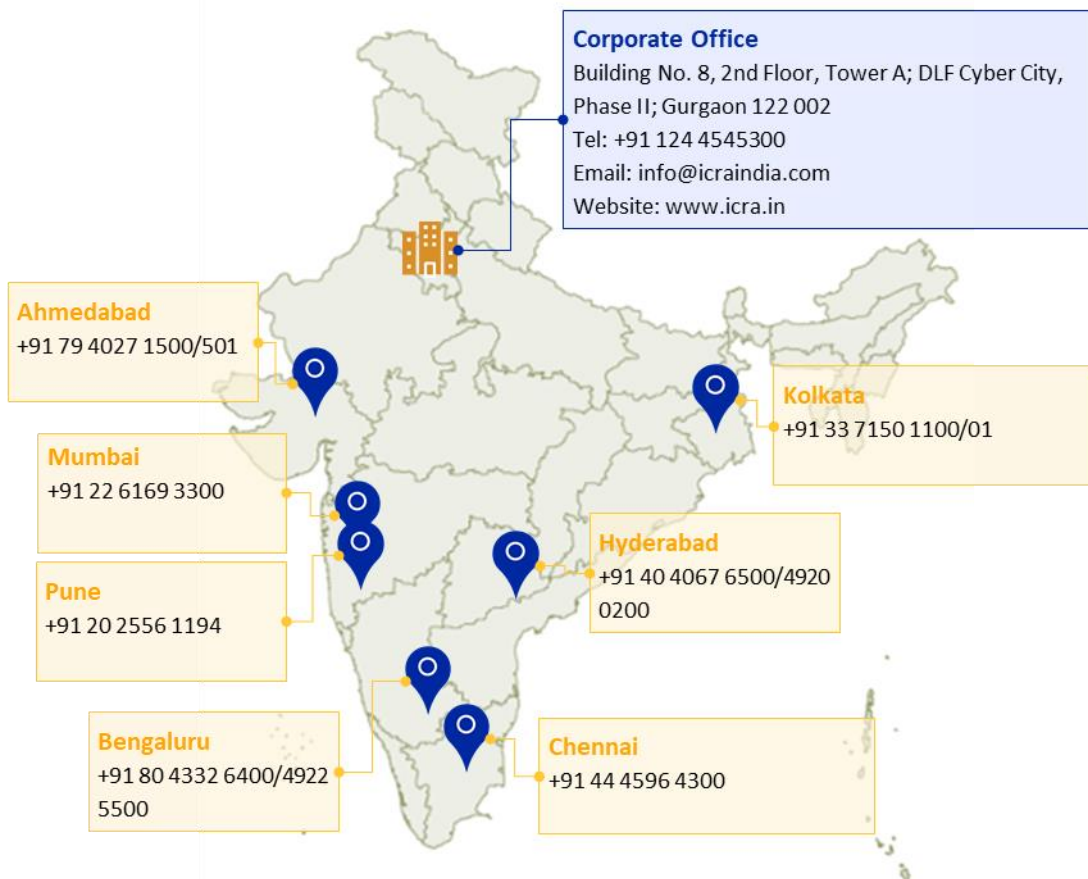 Corporate Office
Building No. 8, 2nd Floor, Tower A; DLF Cyber City,
Phase II; Gurgaon 122 002
Tel: +91 124 4545300
Email: info@icraindia.com
Website: www.icra.in
Ahmedabad
+91 79 4027 1500/501
Kolkata
+91 33 7150 1100/01
Mumbai
+91 22 6169 3300
Hyderabad
+91 40 4067 6500/4920
0200
Pune
+91 20 2556 1194
Bengaluru
+91 80 4332 6400/4922
5500
Chennai
+91 44 4596 4300